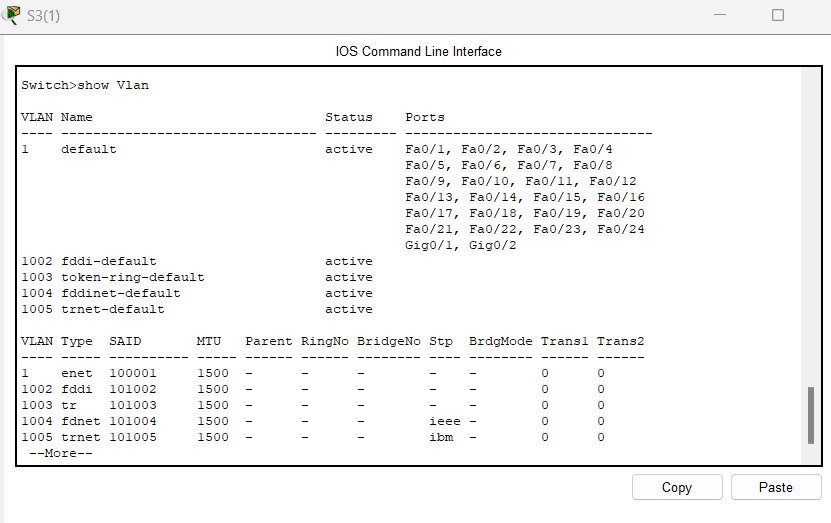 S3(1)
IOS Command Line Interface
Switch>show Vlan
VLAN Name                             Status    Ports
---- -------------------------------- --------- -------------------------------
1    default                          active    Fa0/1, Fa0/2, Fa0/3, Fa0/4
                                                Fa0/5, Fa0/6, Fa0/7, Fa0/8
                                                Fa0/9, Fa0/10, Fa0/11, Fa0/12
                                                Fa0/13, Fa0/14, Fa0/15, Fa0/16
                                                Fa0/17, Fa0/18, Fa0/19, Fa0/20
                                                Fa0/21, Fa0/22, Fa0/23, Fa0/24
                                                Gig0/1, Gig0/2
1002 fddi-default                     active
1003 token-ring-default               active
1004 fddinet-default                  active
1005 trnet-default                    active
VLAN Type  SAID       MTU   Parent RingNo BridgeNo Stp  BrdgMode Trans1 Trans2
---- ----- ---------- ----- ------ ------ -------- ---- -------- ------ ------
1    enet  100001     1500  -      -      -        -    -        0      0
1002 fddi  101002     1500  -      -      -        -    -        0      0
1003 tr    101003     1500  -      -      -        -    -        0      0
1004 fdnet 101004     1500  -      -      -        ieee -        0      0
1005 trnet 101005     1500  -      -      -        ibm  -        0      0
 --More--
Copy Paste